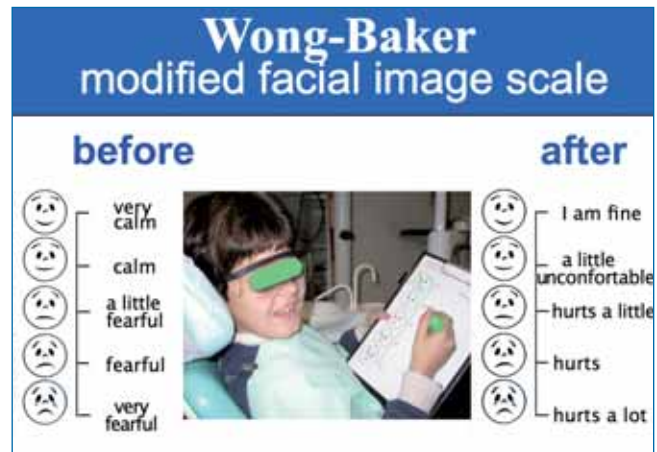 Wong-Baker
modified facial image scale
before
after
very
calm
calm
a little
fearful
fearful
very
fearful
I am fine
a little
unconfortable
hurts a little
hurts
hurts a lot